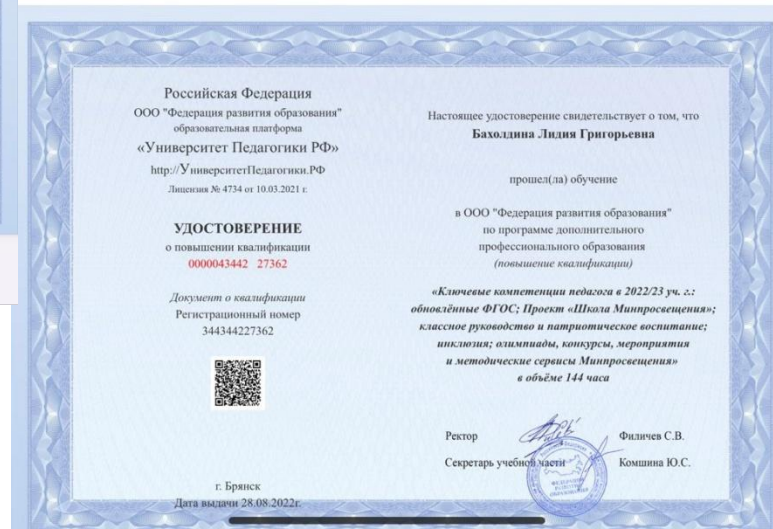 Российская Федерация
ООО "Федерация развития образования"
образовательная платформа
«Университет Педагогики РФ»
http://УниверситетПедагогики.РФ
Лицензия № 4734 от 10.03.2021 г.
УДОСТОВЕРЕНИЕ
о повышении квалификации
0000043442 27362
Документ о квалификации
Регистрационный номер
344344227362
г. Брянск
Дата выдачи 28.08.2022г.
Настоящее удостоверение свидетельствует о том, что
Бахолдина Лидия Григорьевна
прошел(ла) обучение
в ООО "Федерация развития образования"
по программе дополнительного
профессионального образования
(повышение квалификации)
«Ключевые компетенции педагога в 2022/23 уч. г.:
обновлённые ФГОС; Проект «Школа Минпросвещения»;
классное руководство и патриотическое воспитание;
инклюзия; олимпиады, конкурсы, мероприятия
и методические сервисы Минпросвещения»
в объёме 144 часа
Ректор Филичев С.В.
Секретарь учебной части Комшина Ю.С.
ФЕДЕРАЦИЯ
РАЗВИТИЯ
ОБРАЗОВАНИЯ